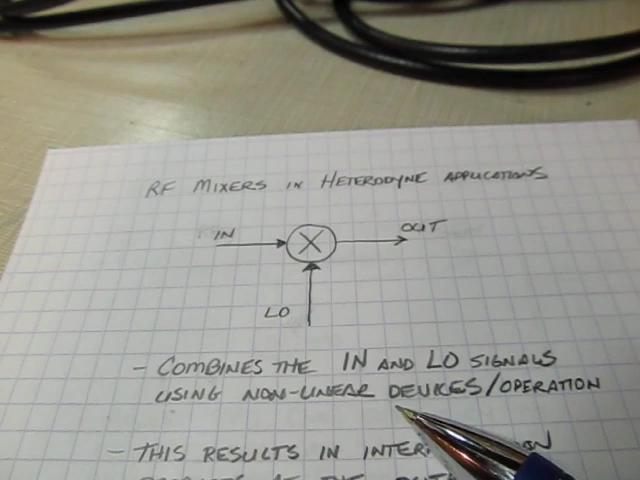 RF MIXERS IN HETERODYNE APPLICATIONS
IN
OUT
LO
- COMBINES THE IN AND LO SIGNALS
USING NON-LINEAR DEVICES/OPERATION
- THIS RESULTS IN